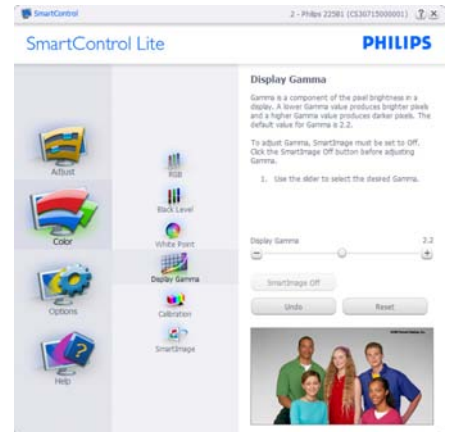 SmartControl
2 - Philips 225B1 (CS30715000001)
SmartControl Lite
PHILIPS
Adjust
Color
Options
Help
RGB
Black Level
White Point
Display Gamma
Calibration
SmartImage
Display Gamma
Gamma is a component of the pixel brightness in a
display. A lower Gamma value produces brighter pixels
and a higher Gamma value produces darker pixels. The
default value for Gamma is 2.2.
To adjust Gamma, SmartImage must be set to Off.
Click the SmartImage Off button before adjusting
Gamma.
1. Use the slider to select the desired Gamma.
Display Gamma 2.2
SmartImage Off
Undo
Reset